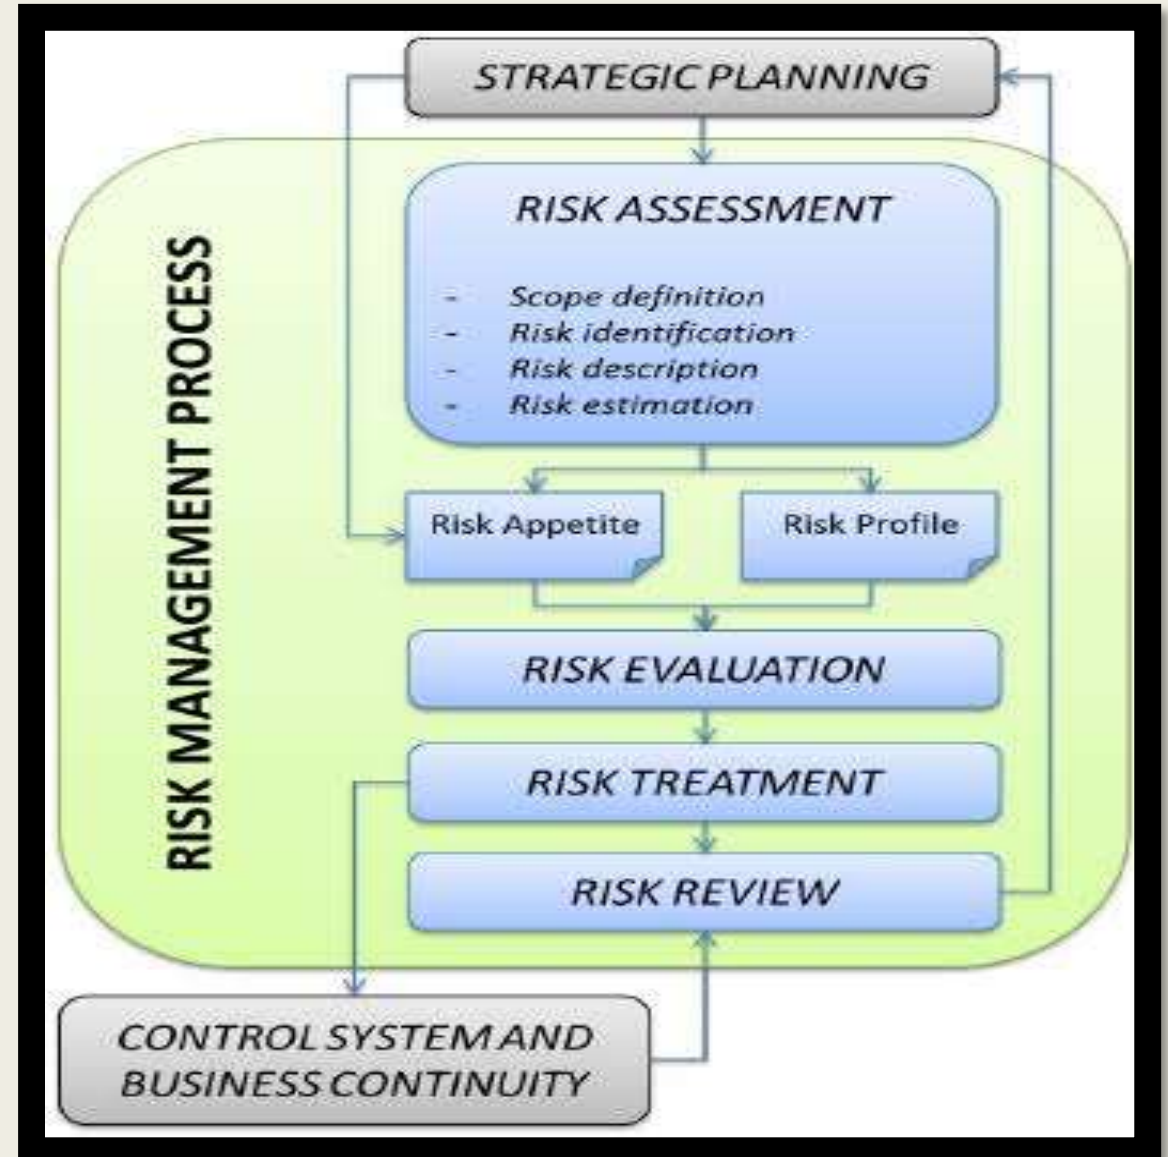 STRATEGIC PLANNING
RISK MANAGEMENT PROCESS
RISK ASSESSMENT
- Scope definition
- Risk identification
- Risk description
- Risk estimation
Risk Appetite
Risk Profile
RISK EVALUATION
RISK TREATMENT
RISK REVIEW
CONTROL SYSTEM AND
BUSINESS CONTINUITY